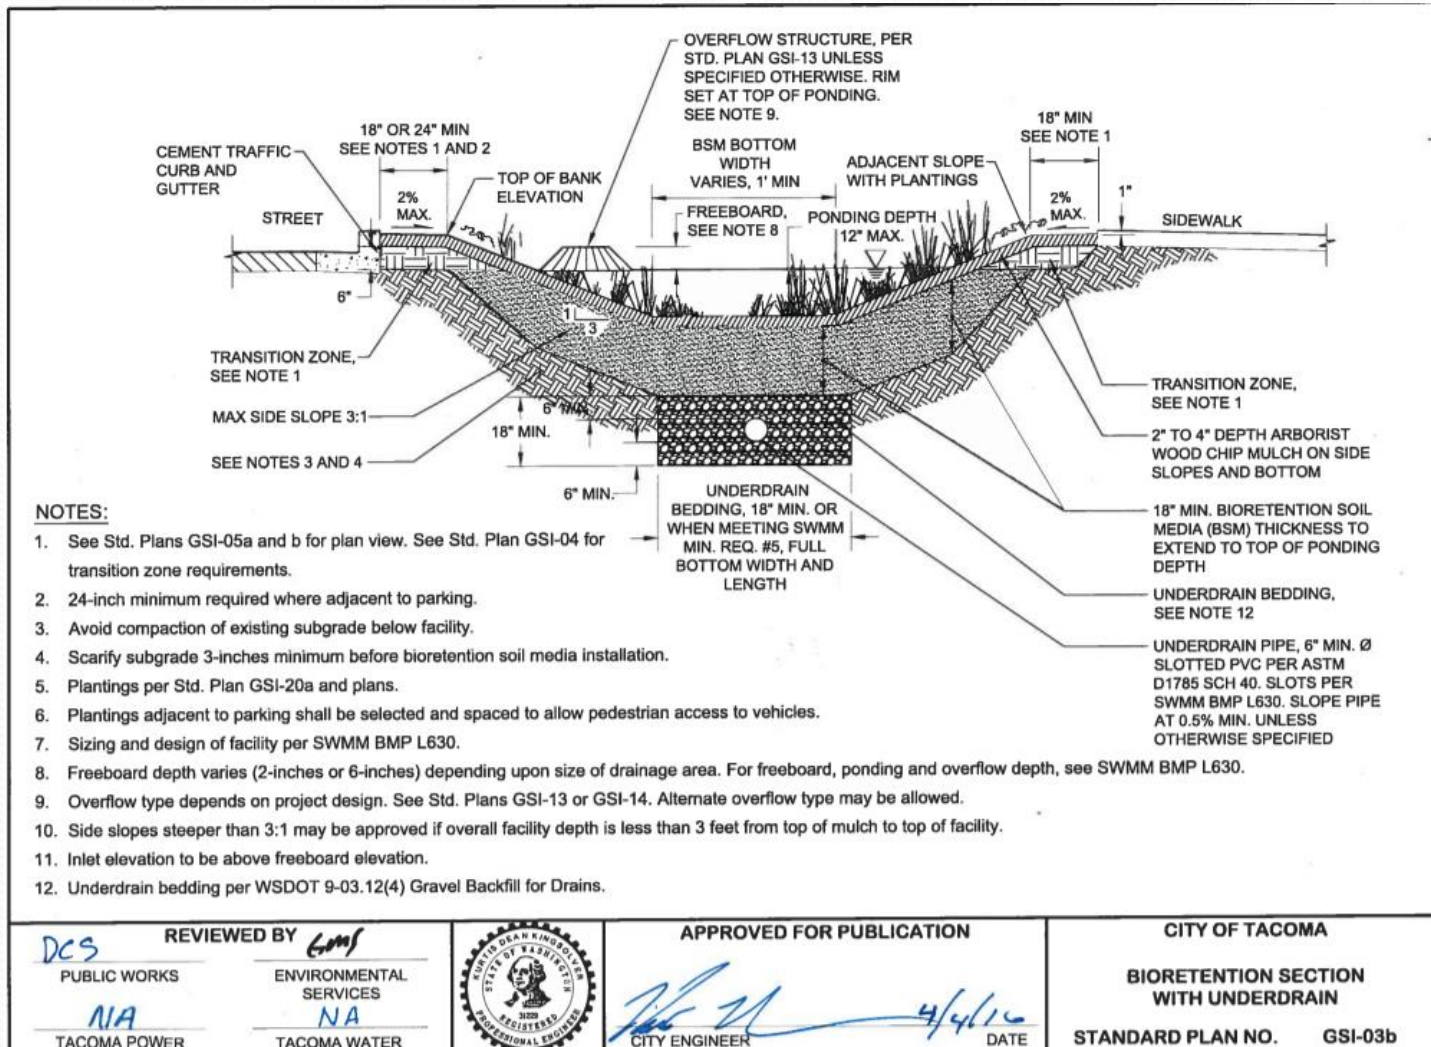 OVERFLOW STRUCTURE, PER
STD. PLAN GSI-13 UNLESS
SPECIFIED OTHERWISE. RIM
SET AT TOP OF PONDING.
SEE NOTE 9.
18" OR 24" MIN
SEE NOTES 1 AND 2
18" MIN
SEE NOTE 1
CEMENT TRAFFIC
CURB AND
GUTTER
BSM BOTTOM
WIDTH
VARIES, 1' MIN
ADJACENT SLOPE
WITH PLANTINGS
TOP OF BANK
ELEVATION
2%
MAX.
2%
MAX.
1"
STREET
FREEBOARD,
SEE NOTE 8
PONDING DEPTH
12" MAX.
SIDEWALK
6"
1
3
TRANSITION ZONE,
SEE NOTE 1
MAX SIDE SLOPE 3:1
6" MIN.
18" MIN.
SEE NOTES 3 AND 4
6" MIN.
UNDERDRAIN
BEDDING, 18" MIN. OR
WHEN MEETING SWMM
MIN. REQ. #5, FULL
BOTTOM WIDTH AND
LENGTH
TRANSITION ZONE,
SEE NOTE 1
2" TO 4" DEPTH ARBORIST
WOOD CHIP MULCH ON SIDE
SLOPES AND BOTTOM
18" MIN. BIORETENTION SOIL
MEDIA (BSM) THICKNESS TO
EXTEND TO TOP OF PONDING
DEPTH
UNDERDRAIN BEDDING,
SEE NOTE 12
UNDERDRAIN PIPE, 6" MIN. Ø
SLOTTED PVC PER ASTM
D1785 SCH 40. SLOTS PER
SWMM BMP L630. SLOPE PIPE
AT 0.5% MIN. UNLESS
OTHERWISE SPECIFIED
NOTES:
1. See Std. Plans GSI-05a and b for plan view. See Std. Plan GSI-04 for
transition zone requirements.
2. 24-inch minimum required where adjacent to parking.
3. Avoid compaction of existing subgrade below facility.
4. Scarify subgrade 3-inches minimum before bioretention soil media installation.
5. Plantings per Std. Plan GSI-20a and plans.
6. Plantings adjacent to parking shall be selected and spaced to allow pedestrian access to vehicles.
7. Sizing and design of facility per SWMM BMP L630.
8. Freeboard depth varies (2-inches or 6-inches) depending upon size of drainage area. For freeboard, ponding and overflow depth, see SWMM BMP L630.
9. Overflow type depends on project design. See Std. Plans GSI-13 or GSI-14. Alternate overflow type may be allowed.
10. Side slopes steeper than 3:1 may be approved if overall facility depth is less than 3 feet from top of mulch to top of facility.
11. Inlet elevation to be above freeboard elevation.
12. Underdrain bedding per WSDOT 9-03.12(4) Gravel Backfill for Drains.
REVIEWED BY
DCS
PUBLIC WORKS
ENVIRONMENTAL
SERVICES
N/A
TACOMA POWER
NA
TACOMA WATER
KURTIS DEAN KINGSOLVER
STATE OF WASHINGTON
31229
REGISTERED
PROFESSIONAL ENGINEER
APPROVED FOR PUBLICATION
4/4/16
CITY ENGINEER
DATE
CITY OF TACOMA
BIORETENTION SECTION
WITH UNDERDRAIN
STANDARD PLAN NO. GSI-03b